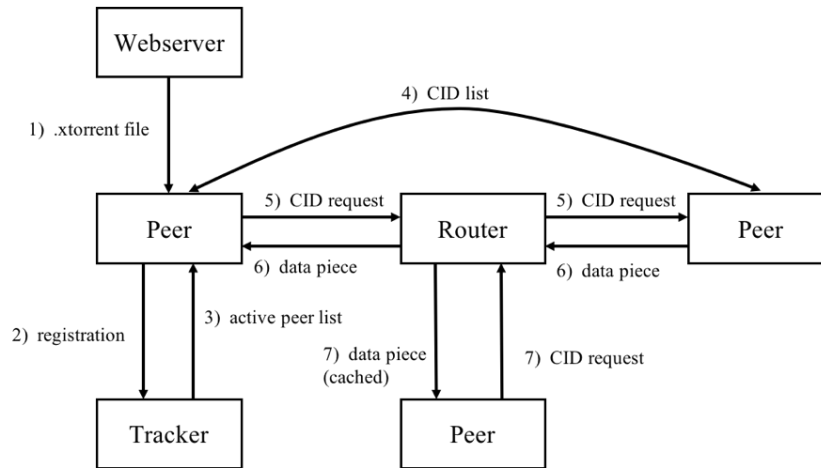 Webserver
4) CID list
1) .xtorrent file
5) CID request
5) CID request
Peer
Router
Peer
6) data piece
6) data piece
3) active peer list
2) registration
7) data piece
(cached)
7) CID request
Tracker
Peer